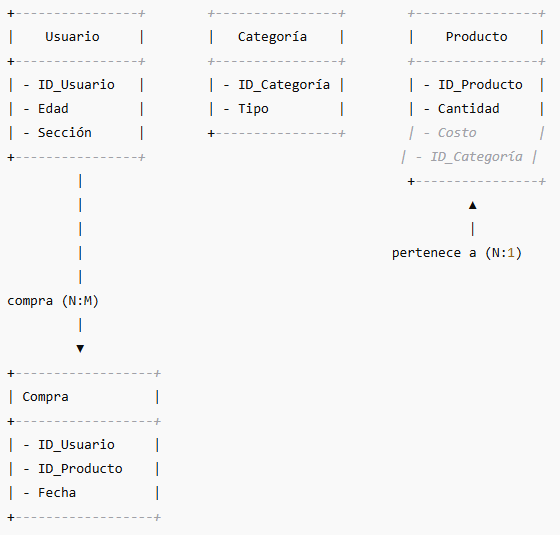 +----------------+ +----------------+ +----------------+
| Usuario | | Categoría | | Producto |
+----------------+ +----------------+ +----------------+
| - ID_Usuario | | - ID_Categoría | | - ID_Producto |
| - Edad | | - Tipo | | - Cantidad |
| - Sección | +----------------+ | - Costo |
+----------------+ | - ID_Categoría |
| +----------------+
| ▲
| |
| pertenece a (N:1)
|
compra (N:M)
|
▼
+------------------+
| Compra |
+------------------+
| - ID_Usuario |
| - ID_Producto |
| - Fecha |
+------------------+